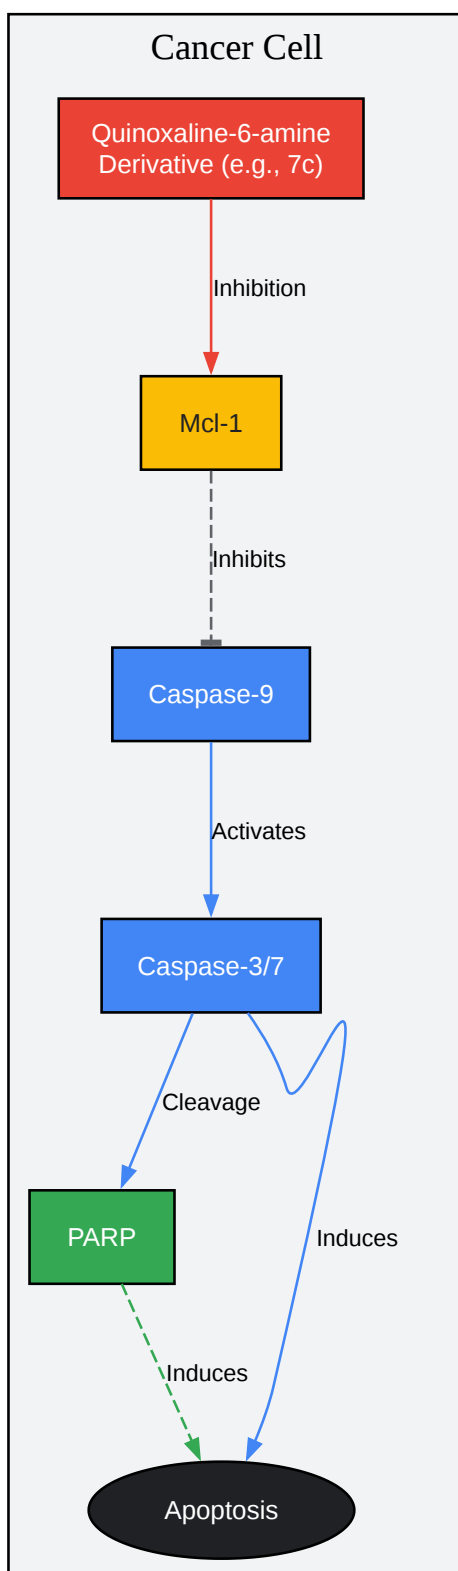 Cancer Cell
Quinoxaline-6-amine
Derivative (e.g., 7c)
Inhibition
Mcl-1
Inhibits
Caspase-9
Activates
Caspase-3/7
Cleavage
PARP
Induces
Induces
Apoptosis